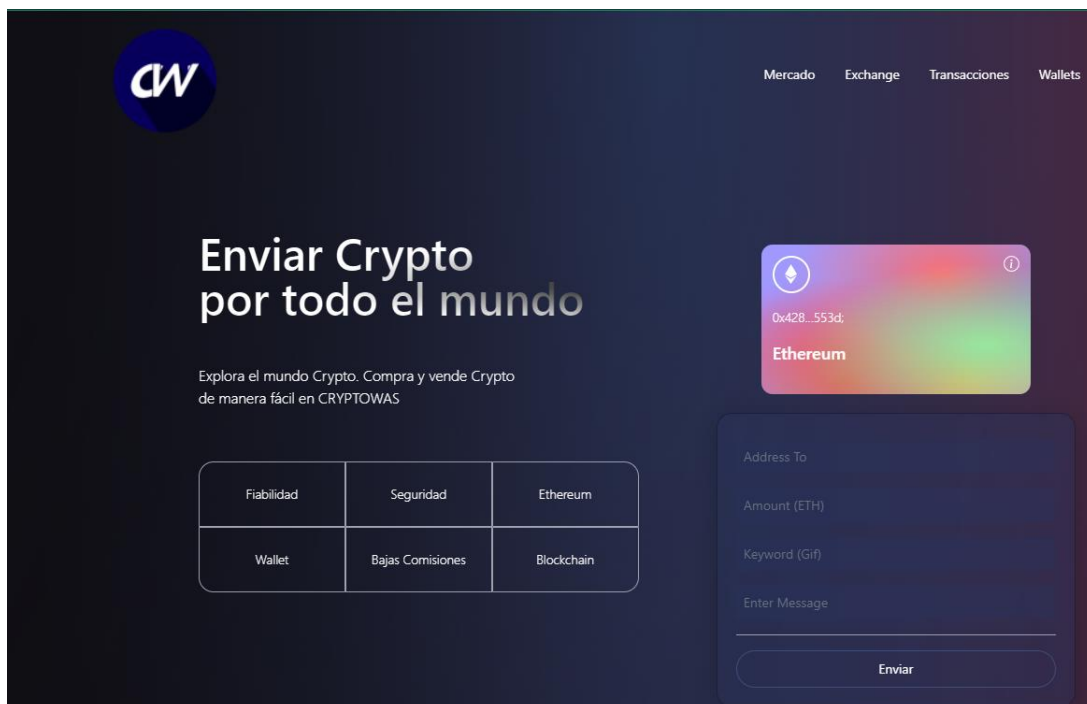 CW
Mercado Exchange Transacciones Wallets
Enviar Crypto
por todo el mundo
Explora el mundo Crypto. Compra y vende Crypto
de manera fácil en CRYPTOWAS
Fiabilidad Seguridad Ethereum
Wallet Bajas Comisiones Blockchain
i
0x428...553d;
Ethereum
Address To
Amount (ETH)
Keyword (Gif)
Enter Message
Enviar